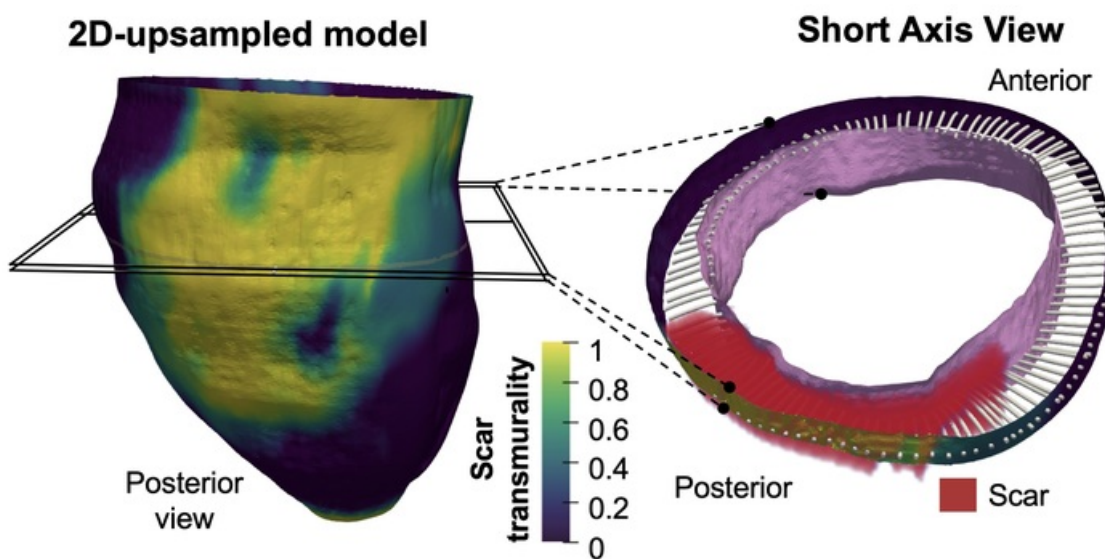 2D-upsampled model
Short Axis View
Anterior
Posterior
view
Scar
transmurality
1
0.8
0.6
0.4
0.2
0
Posterior
Scar